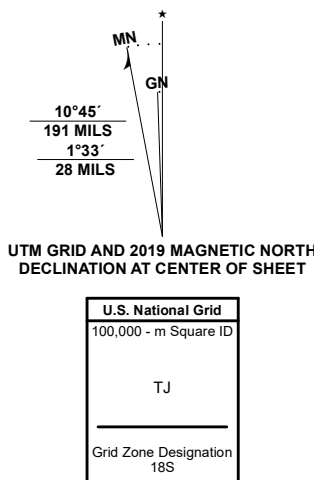 ★
MN
GN
10°45´
191 MILS
1°33´
28 MILS
UTM GRID AND 2019 MAGNETIC NORTH
DECLINATION AT CENTER OF SHEET
U.S. National Grid
100,000 - m Square ID
TJ
Grid Zone Designation
18S